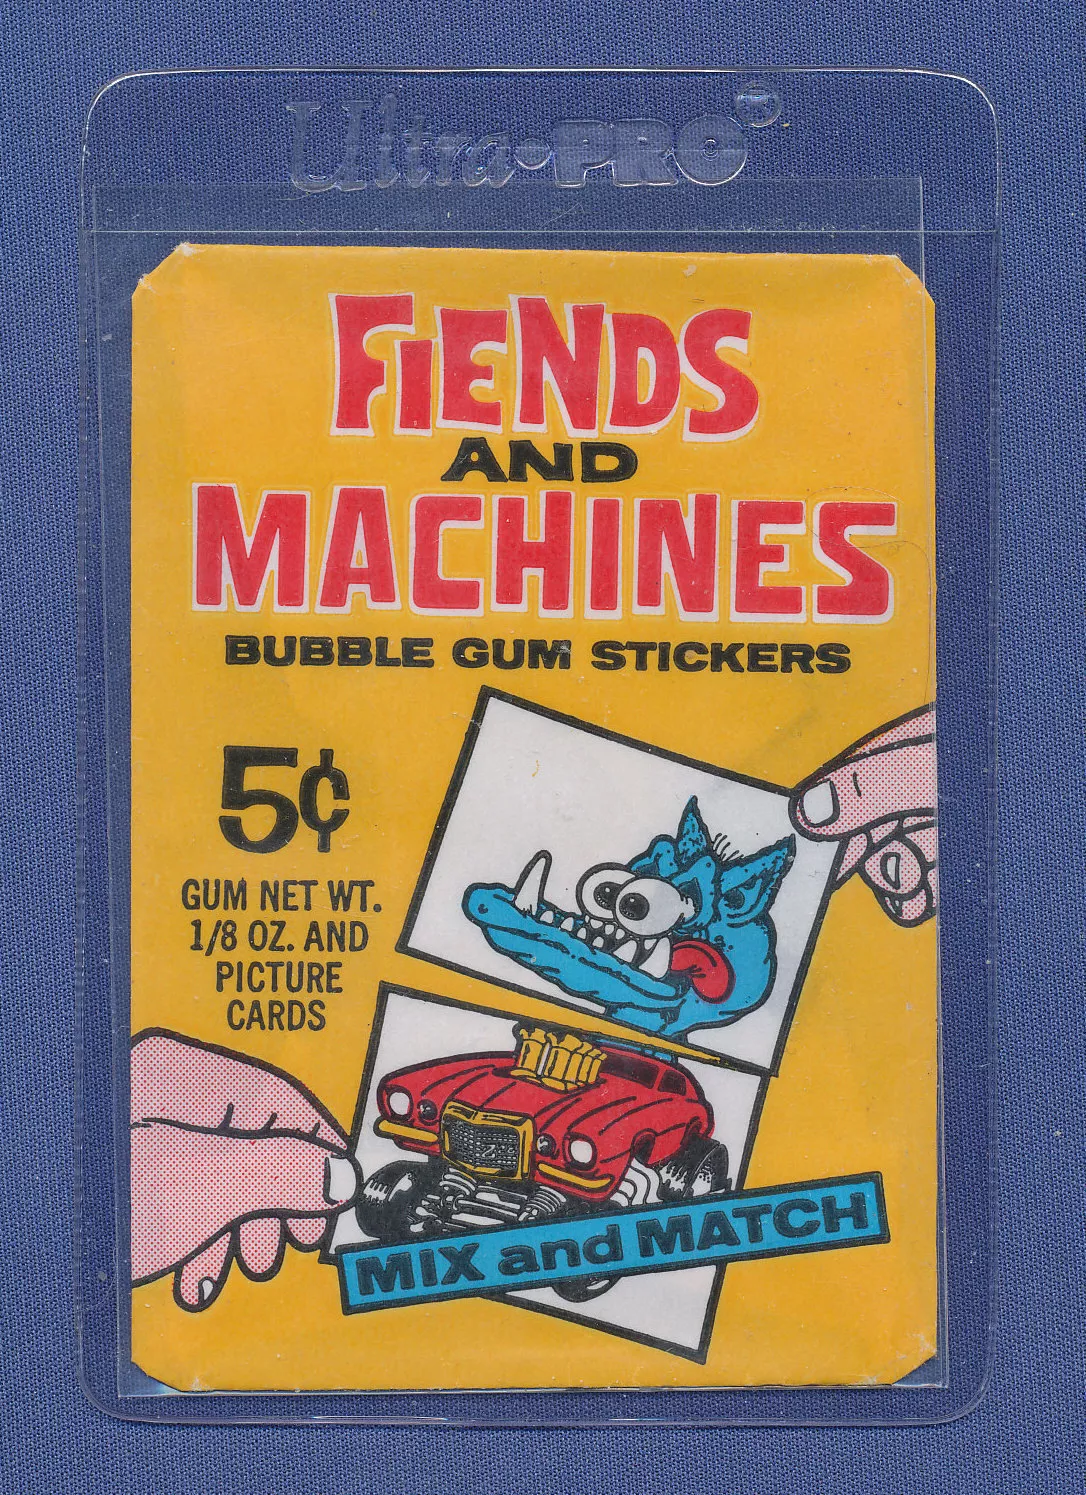 Ultra•PRO
FIENDS
AND
MACHINES
BUBBLE GUM STICKERS
5¢
GUM NET WT.
1/8 OZ. AND
PICTURE
CARDS
MIX and MATCH